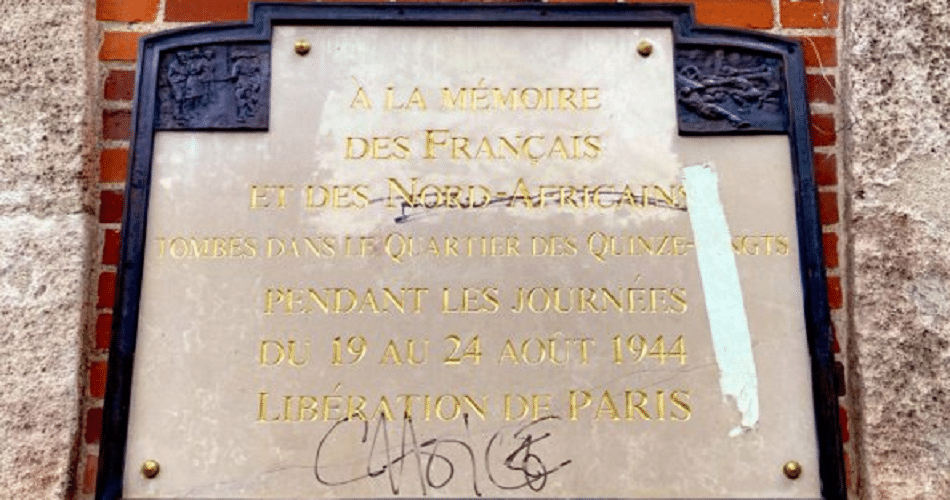 À LA MÉMOIRE
DES FRANÇAIS
ET DES NORD-AFRICAINS
TOMBÉS DANS LE QUARTIER DES QUINZE-VINGTS
PENDANT LES JOURNÉES
DU 19 AU 24 AOÛT 1944
LIBÉRATION DE PARIS